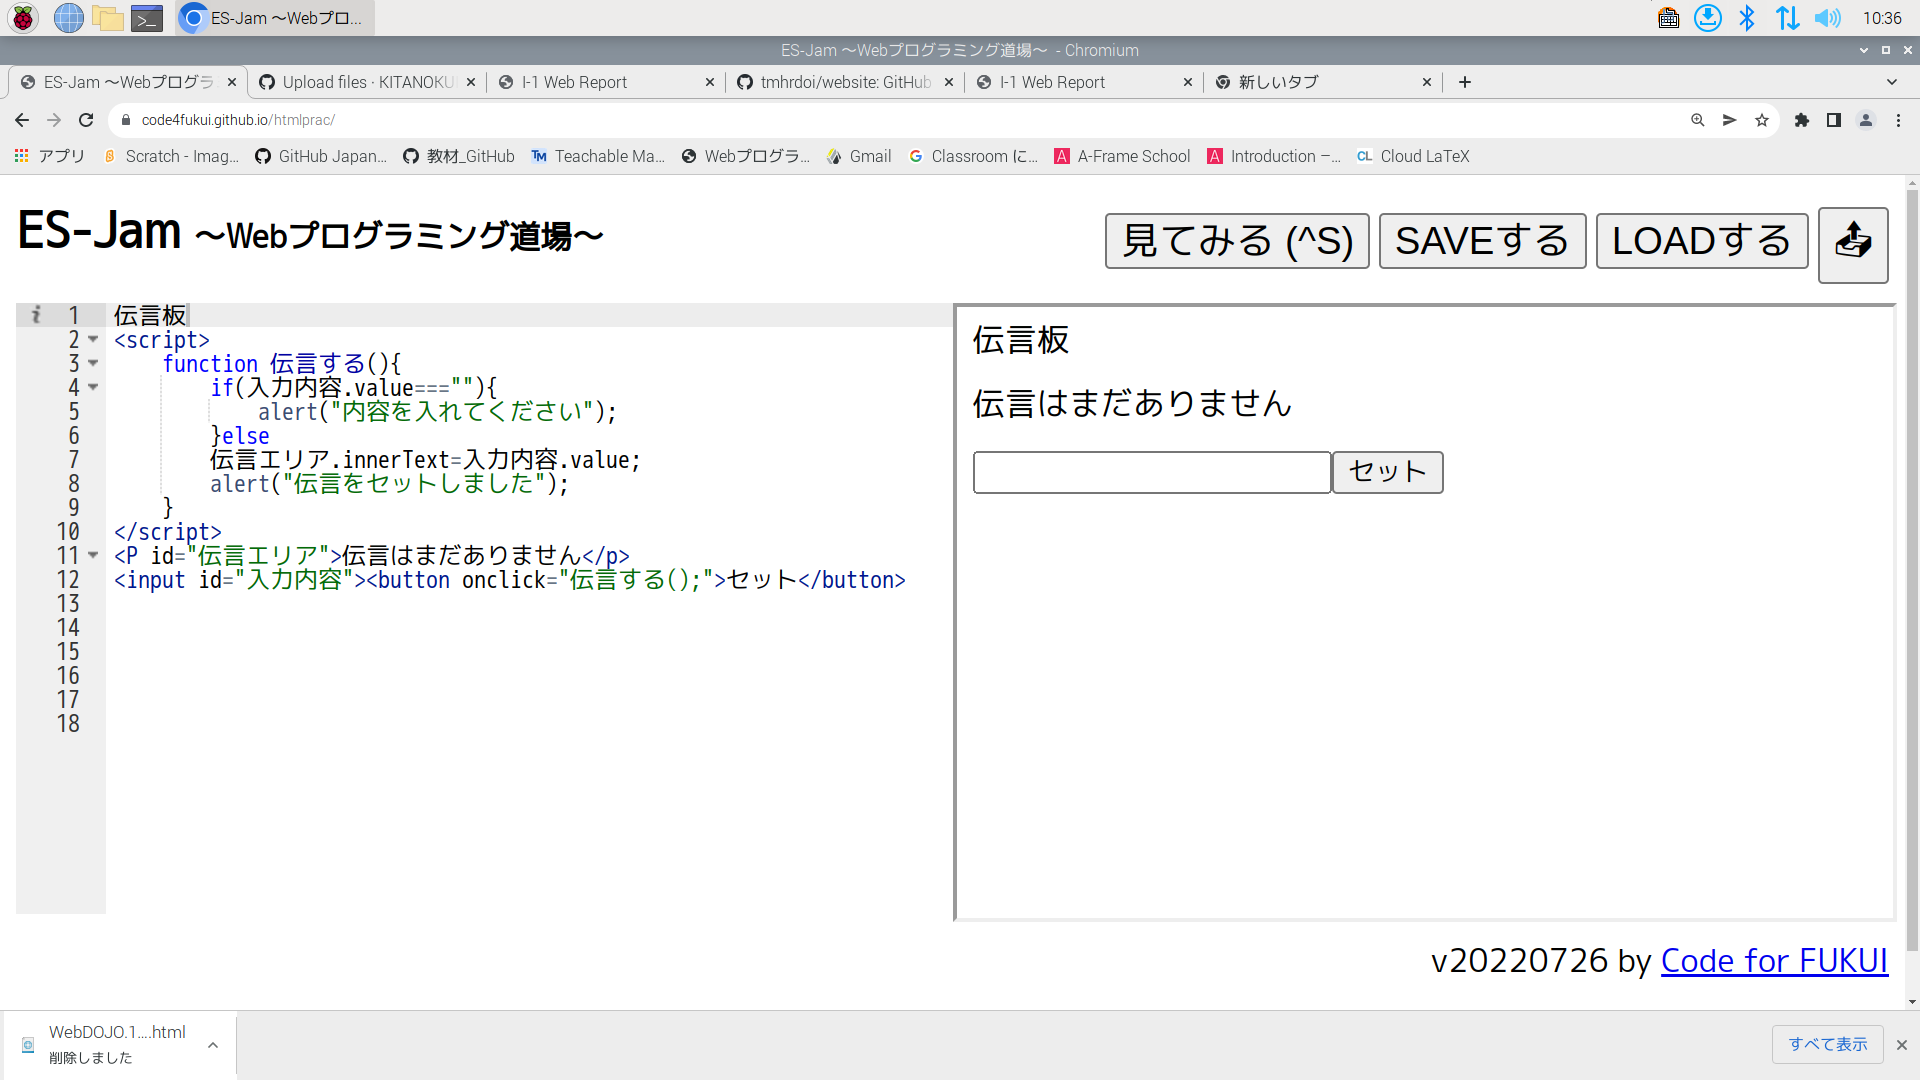 ES-Jam ～Webプロ...
10:36
ES-Jam ～Webプログラミング道場～ - Chromium
ES-Jam ～Webプログラ
Upload files · KITANOKU
I-1 Web Report
tmhrdoi/website: GitHub
I-1 Web Report
新しいタブ
code4fukui.github.io/htmlprac/
アプリ
Scratch - Imag...
GitHub Japan...
教材_GitHub
Teachable Ma...
Webプログラ...
Gmail
Classroom に...
A-Frame School
Introduction –...
Cloud LaTeX
ES-Jam ～Webプログラミング道場～
見てみる (^S)
SAVEする
LOADする
1 伝言板
2 <script>
3 function 伝言する(){
4 if(入力内容.value===""){
5 alert("内容を入れてください");
6 }else
7 伝言エリア.innerText=入力内容.value;
8 alert("伝言をセットしました");
9 }
10 </script>
11 <P id="伝言エリア">伝言はまだありません</p>
12 <input id="入力内容"><button onclick="伝言する();">セット</button>
13
14
15
16
17
18
伝言板
伝言はまだありません
セット
v20220726 by Code for FUKUI
WebDOJO.1....html
削除しました
すべて表示